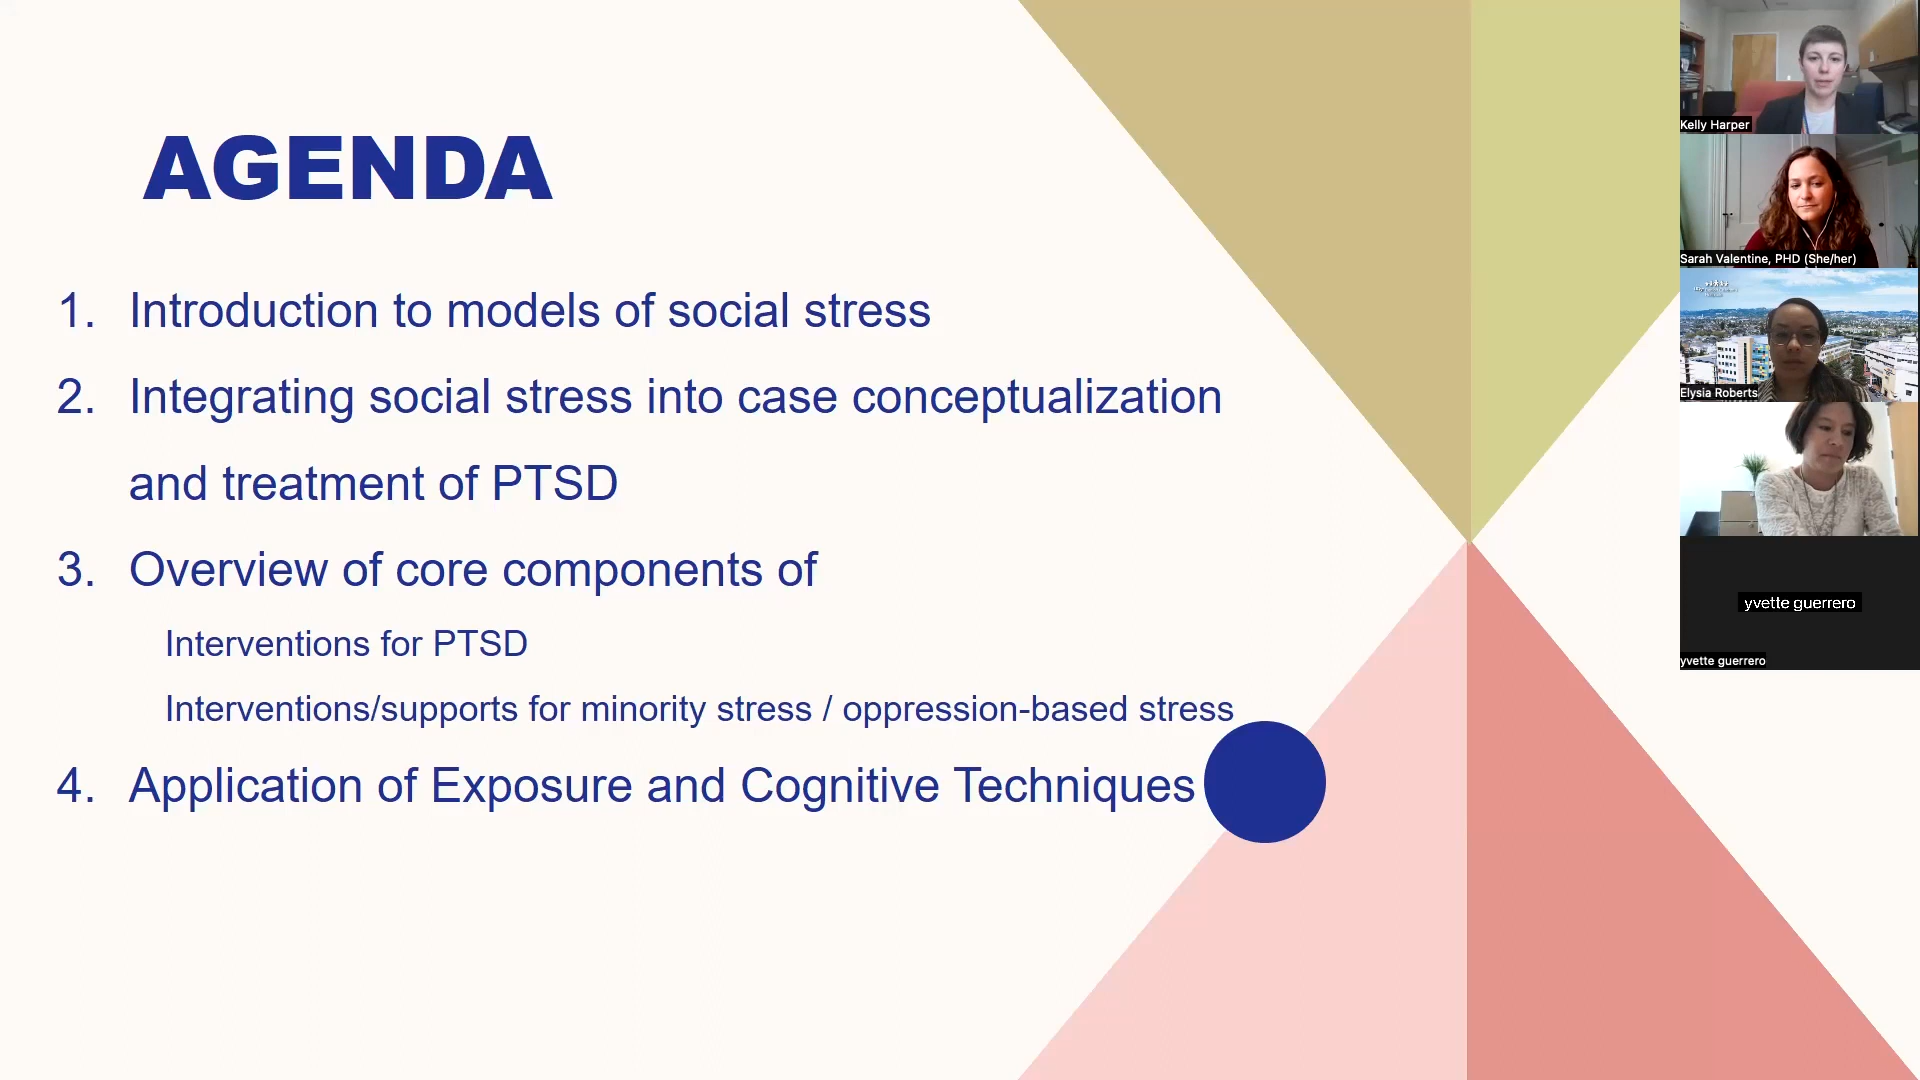 AGENDA
1. Introduction to models of social stress
2. Integrating social stress into case conceptualization
and treatment of PTSD
3. Overview of core components of
Interventions for PTSD
Interventions/supports for minority stress / oppression-based stress
4. Application of Exposure and Cognitive Techniques
Kelly Harper
Sarah Valentine, PHD (She/her)
Elysia Roberts
yvette guerrero
yvette guerrero